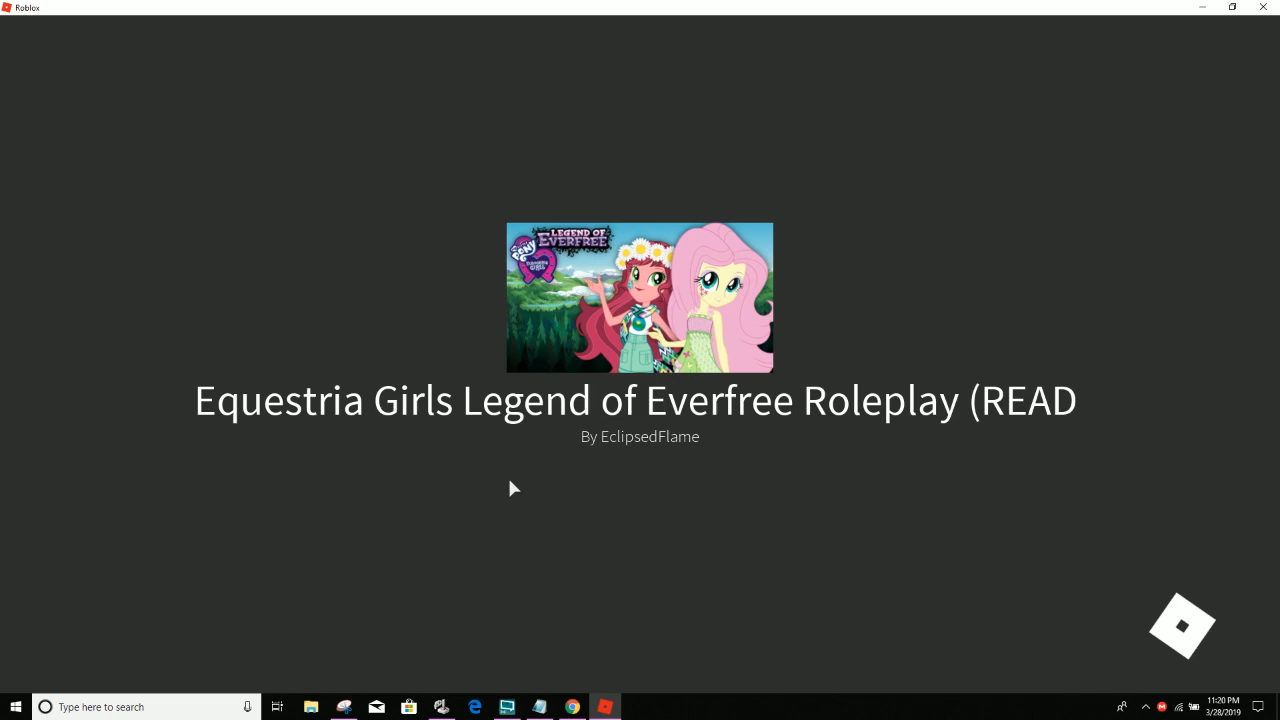 Roblox
LEGEND OF
EVERFREE
PONY
Equestria Girls Legend of Everfree Roleplay (READ
By EclipsedFlame
Type here to search
11:20 PM
3/28/2019